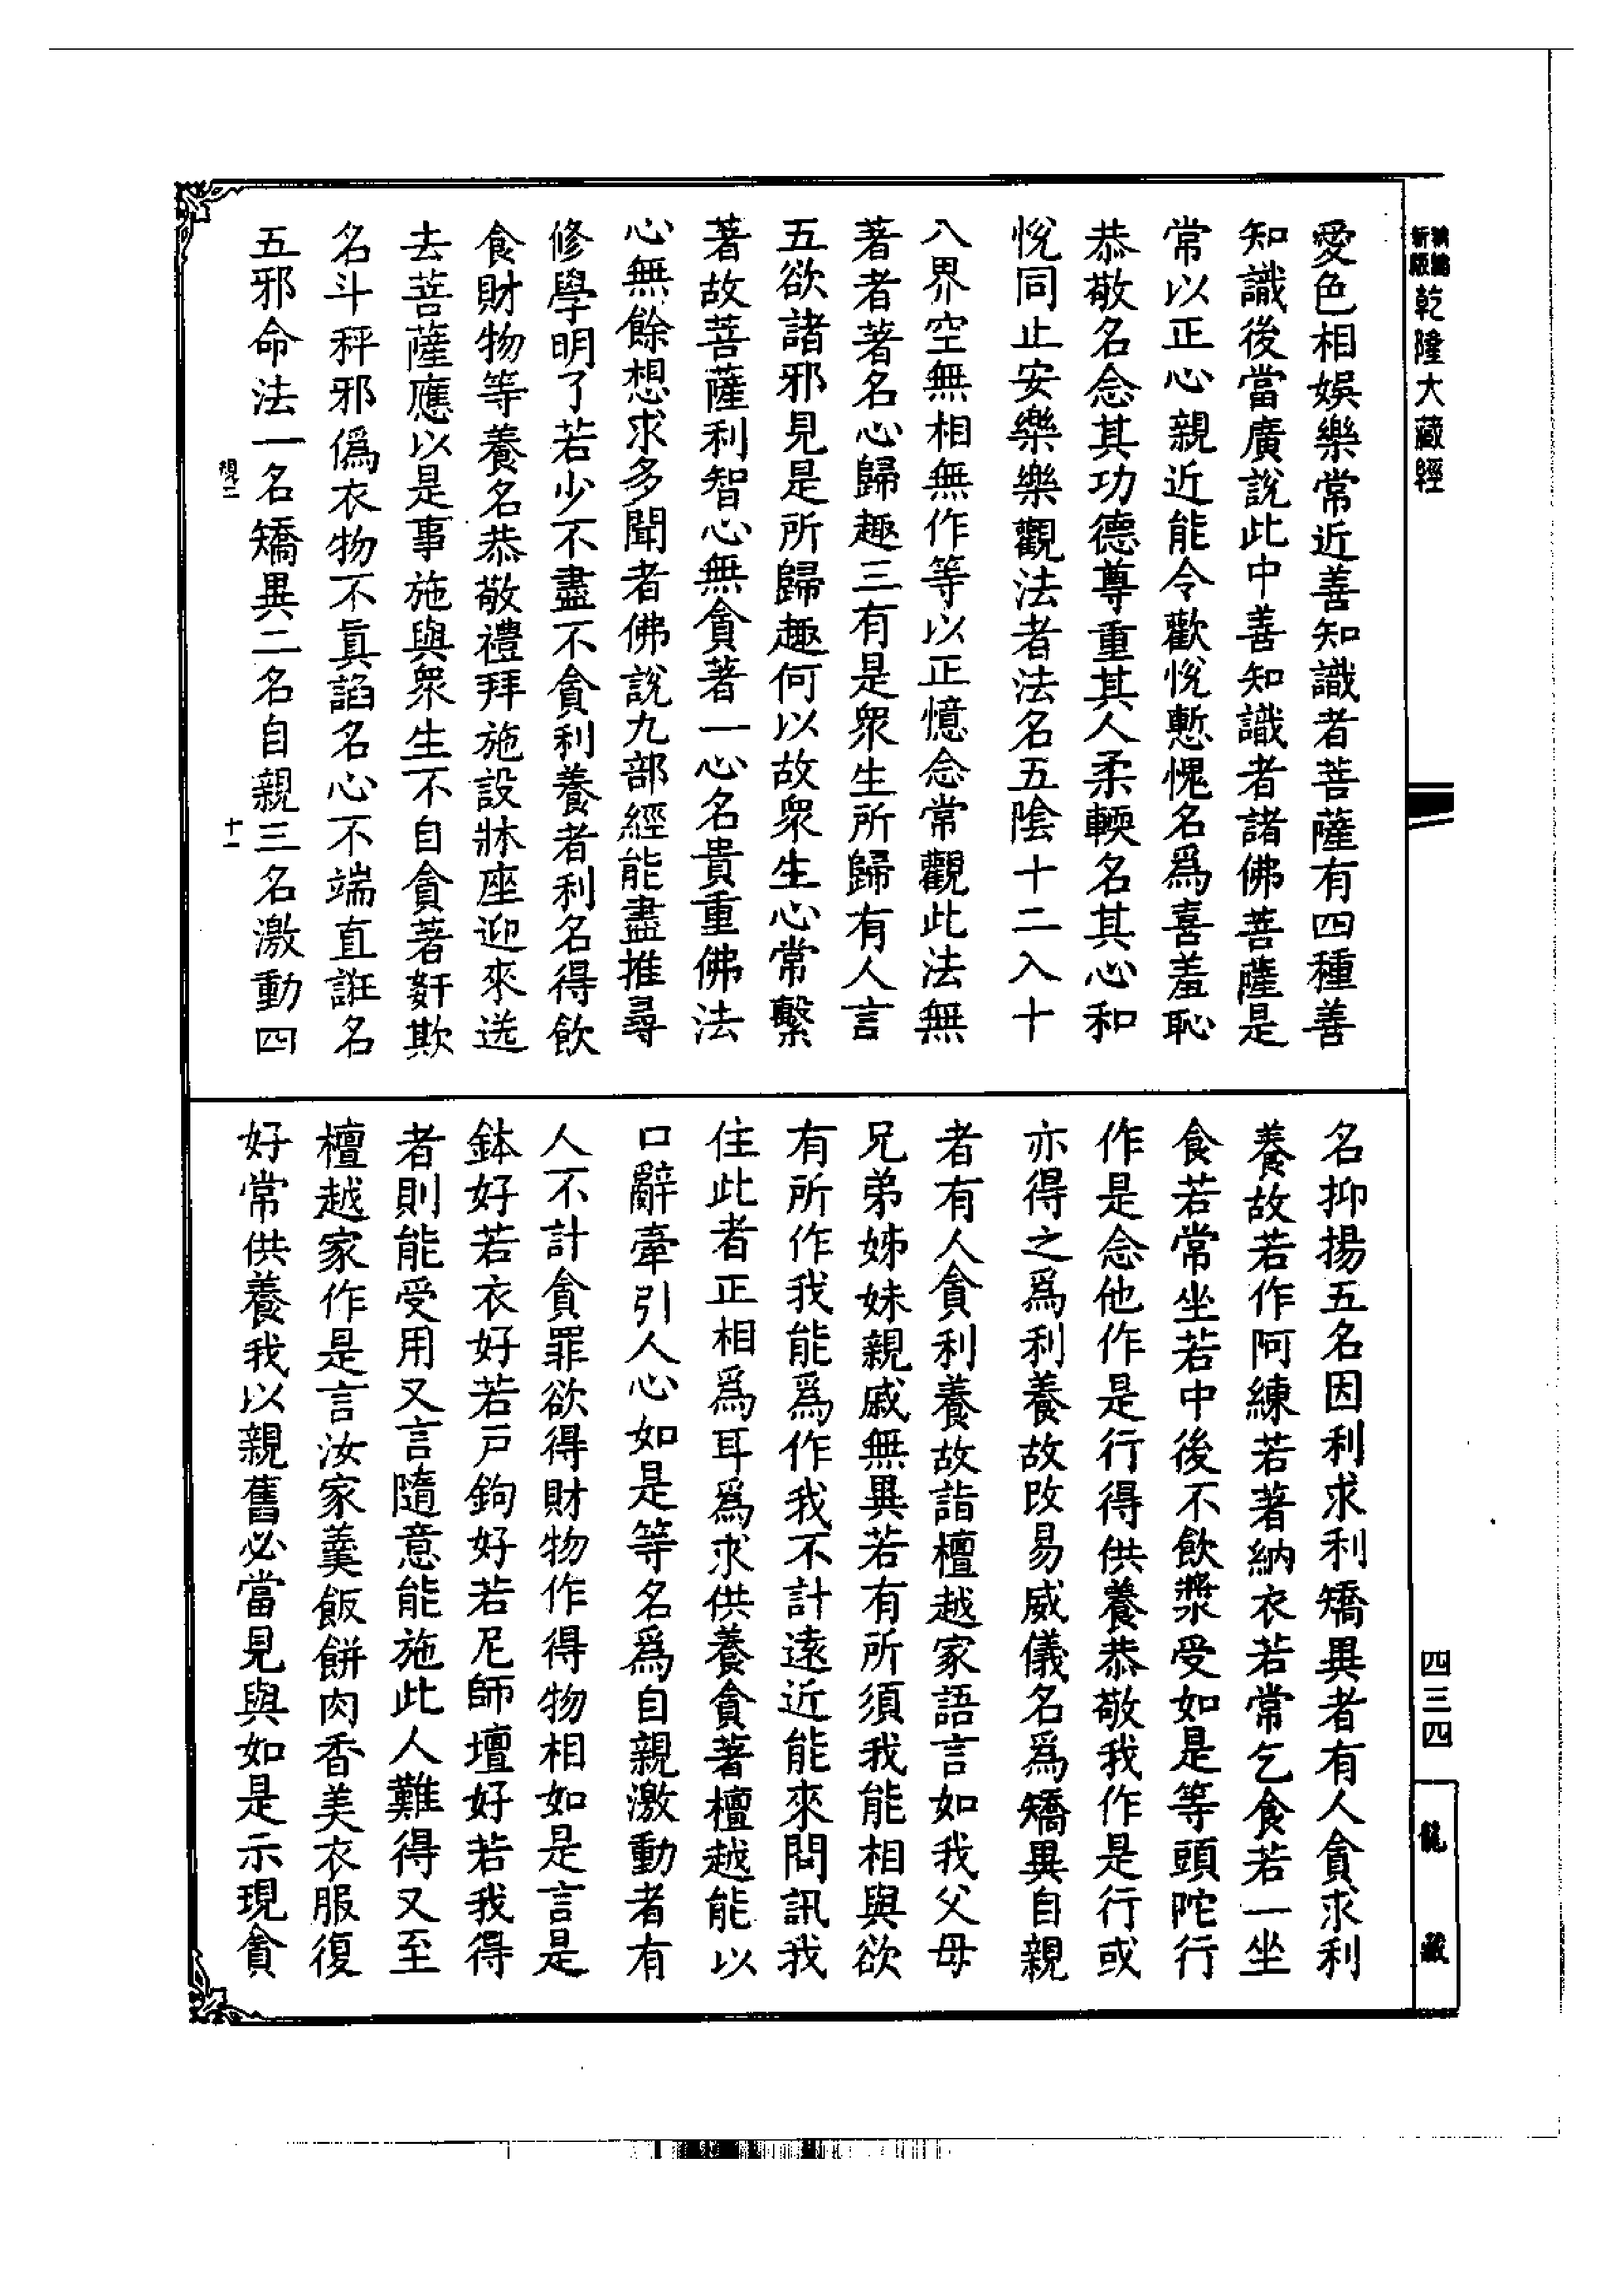 新編
新版
乾隆大藏經
愛色相娛樂常近善知識者菩薩有四種善
知識後當廣說此中善知識者諸佛菩薩是
常以正心親近能令歡悅慙愧名爲喜羞恥
恭敬名念其功德尊重其人柔輭名其心和
悅同止安樂樂觀法者法名五陰十二入十
八界空無相無作等以正憶念常觀此法無
著者著名心歸趣三有是衆生所歸有人言
五欲諸邪見是所歸趣何以故衆生心常繫
著故菩薩利智心無貪著一心名貴重佛法
心無餘想求多聞者佛說九部經能盡推尋
修學明了若少不盡不貪利養者利名得飲
食財物等養名恭敬禮拜施設牀座迎來送
去菩薩應以是事施與衆生不自貪著姧欺
名斗秤邪僞衣物不眞諂名心不端直誑名
五邪命法一名矯異二名自親三名激動四
十一
名抑揚五名因利求利矯異者有人貪求利
養故若作阿練若著納衣若常乞食若一坐
食若常坐若中後不飲漿受如是等頭陀行
作是念他作是行得供養恭敬我作是行或
亦得之爲利養故改易威儀名爲矯異自親
者有人貪利養故詣檀越家語言如我父母
兄弟姊妹親戚無異若有所須我能相與欲
有所作我能爲作我不計遠近能來問訊我
住此者正相爲耳爲求供養貪著檀越能以
口辭牽引人心如是等名爲自親激動者有
人不計貪罪欲得財物作得物相如是言是
鉢好若衣好若戶鉤好若尼師壇好若我得
者則能受用又言隨意能施此人難得又至
檀越家作是言汝家羹飯餅肉香美衣服復
好常供養我以親舊必當見與如是示現貪
四三四
龍藏